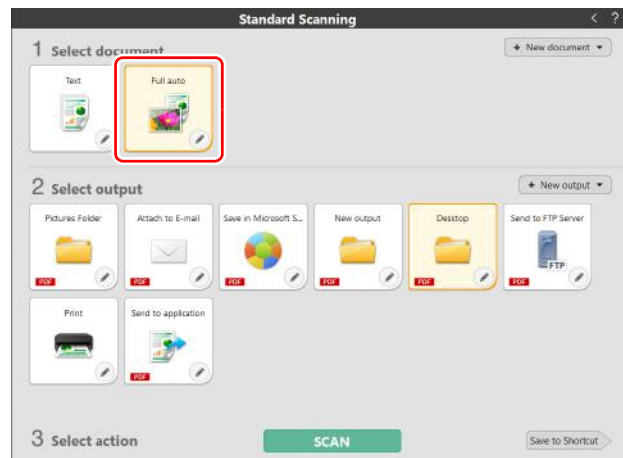 Standard Scanning
< ?
1 Select document
+ New document ▼
Text
Full auto
2 Select output
+ New output ▼
Pictures Folder
Attach to E-mail
Save in Microsoft S...
New output
Desktop
Send to FTP Server
PDF
PDF
PDF
PDF
PDF
FTP
PDF
Print
Send to application
PDF
3 Select action
SCAN
Save to Shortcut